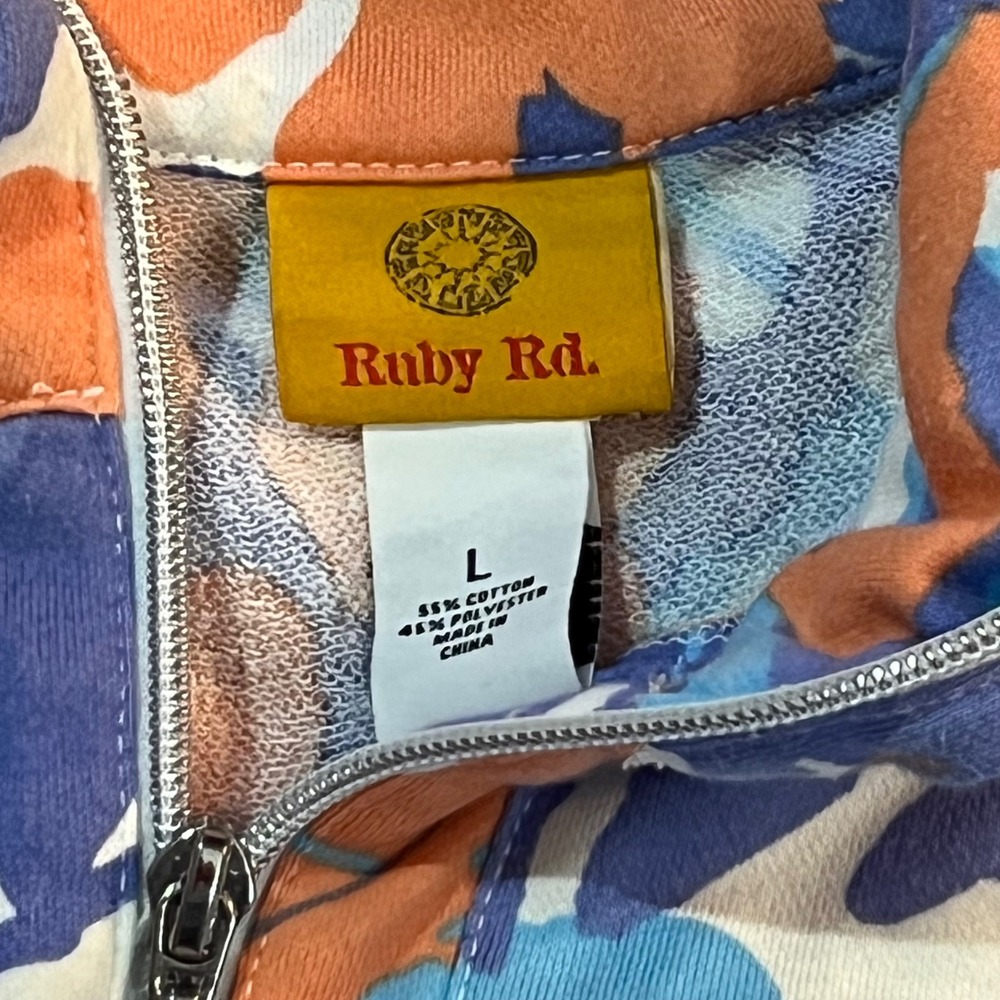 Ruby Rd.
L
55% COTTON
45% POLYESTER
MADE IN
CHINA